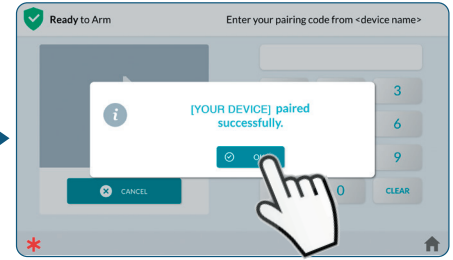 Ready to Arm
Enter your pairing code from <device name>
3
[YOUR DEVICE] paired
successfully.
6
9
CANCEL
0
CLEAR